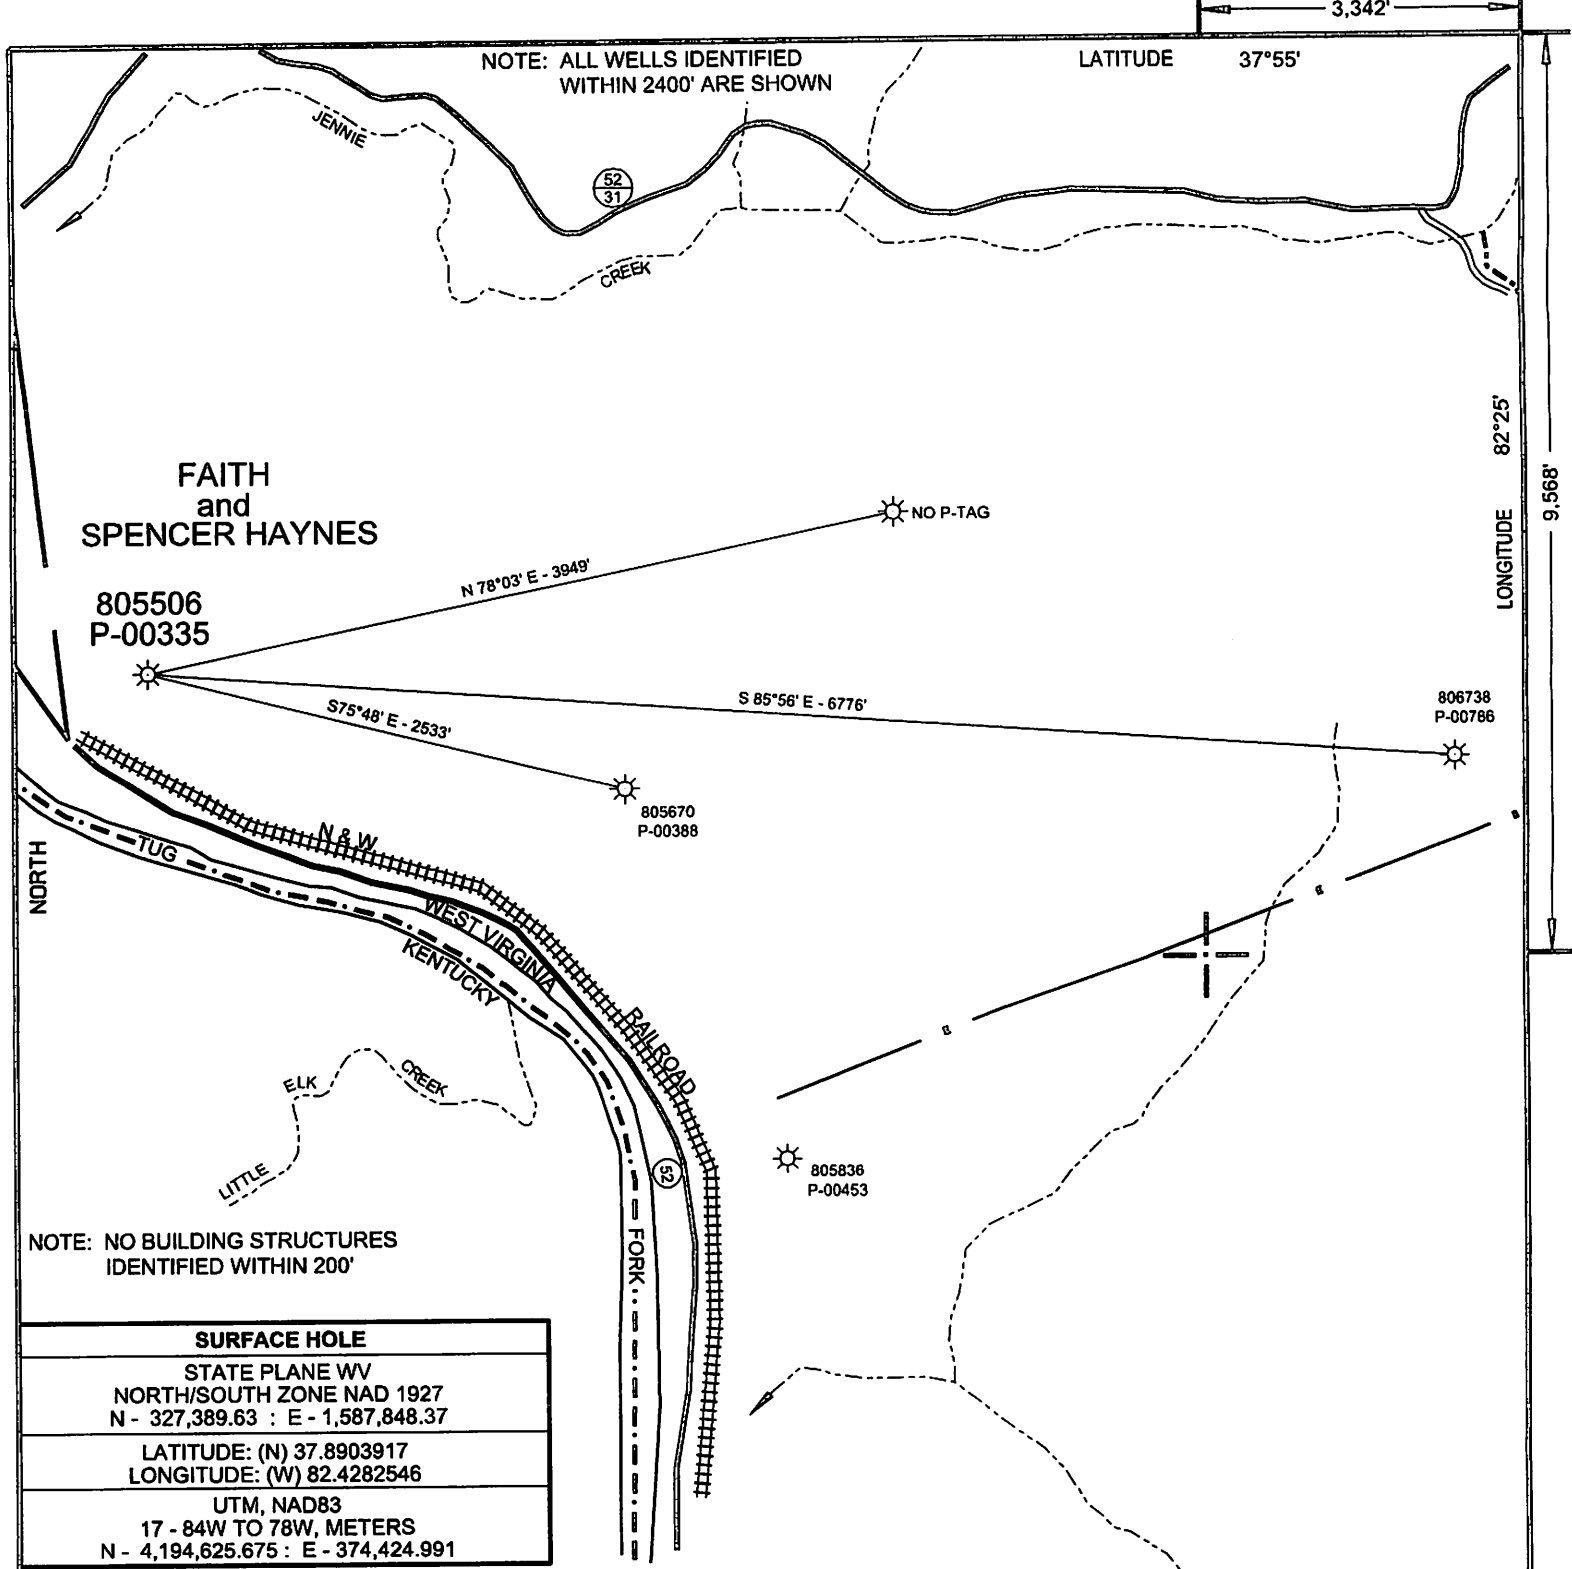 3,342'
NOTE: ALL WELLS IDENTIFIED
WITHIN 2400' ARE SHOWN
LATITUDE 37°55'
JENNIE
52
31
CREEK
LONGITUDE 82°25'
9,568'
FAITH
and
SPENCER HAYNES
NO P-TAG
N 78°03' E - 3949'
805506
P-00335
S 85°56' E - 6776'
806738
P-00786
S75°48' E - 2533'
805670
P-00388
NORTH
N & W
TUG
WEST VIRGINIA
KENTUCKY
RAILROAD
ELK
CREEK
LITTLE
52
805836
P-00453
FORK
NOTE: NO BUILDING STRUCTURES
IDENTIFIED WITHIN 200'
SURFACE HOLE
STATE PLANE WV
NORTH/SOUTH ZONE NAD 1927
N - 327,389.63 : E - 1,587,848.37
LATITUDE: (N) 37.8903917
LONGITUDE: (W) 82.4282546
UTM, NAD83
17 - 84W TO 78W, METERS
N - 4,194,625.675 : E - 374,424.991